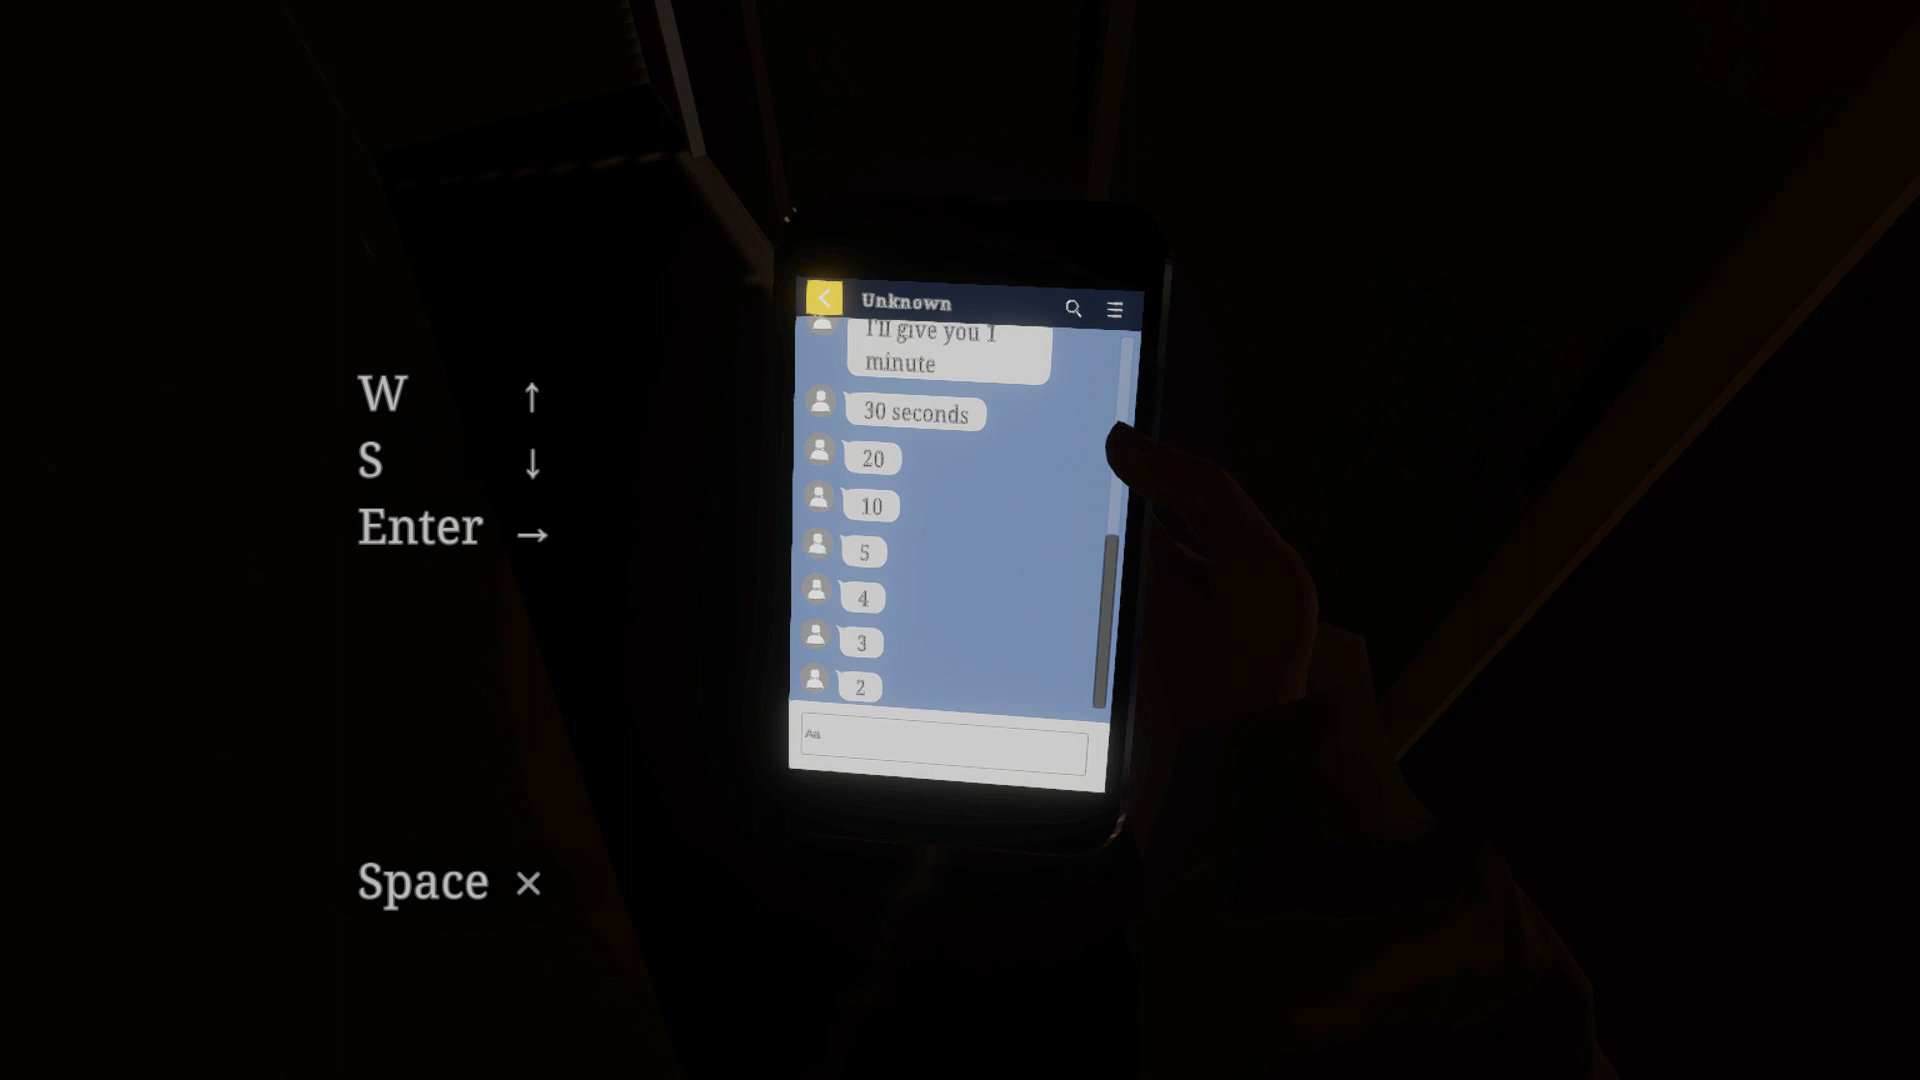 Unknown
I'll give you 1
minute
30 seconds
20
10
5
4
3
2
Aa
W ↑
S ↓
Enter →
Space ×